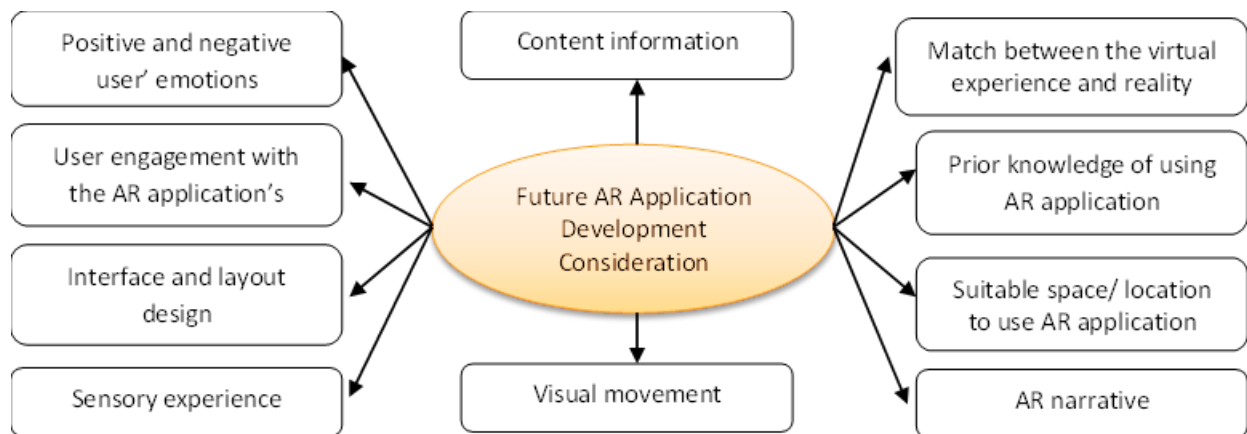 Positive and negative
user' emotions
User engagement with
the AR application's
Interface and layout
design
Sensory experience
Content information
Future AR Application
Development
Consideration
Visual movement
Match between the virtual
experience and reality
Prior knowledge of using
AR application
Suitable space/ location
to use AR application
AR narrative